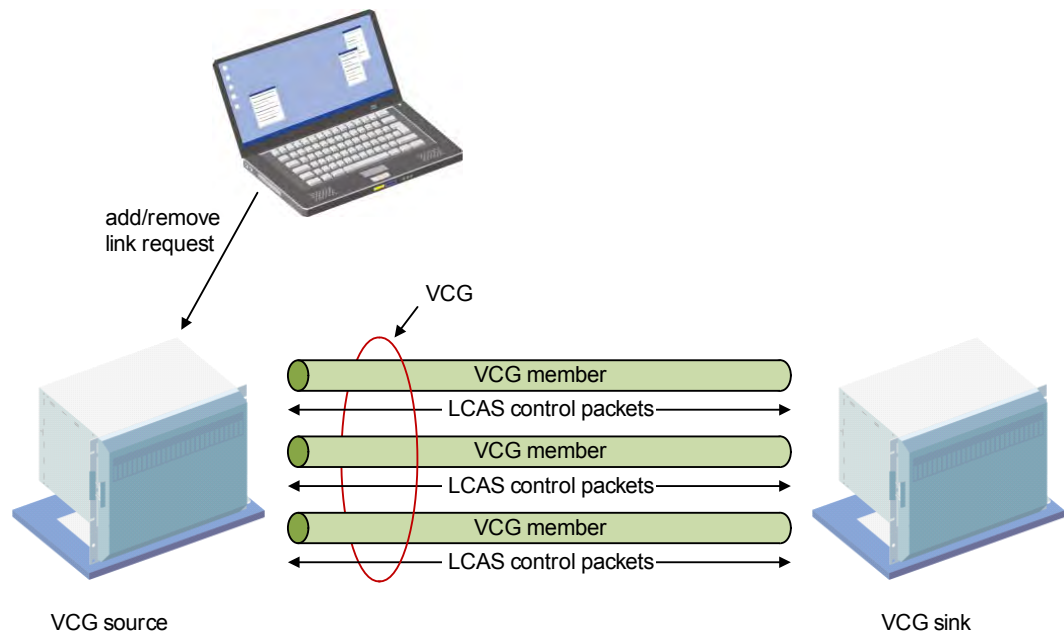 add/remove
link request
VCG
VCG member
LCAS control packets
VCG member
LCAS control packets
VCG member
LCAS control packets
VCG source
VCG sink